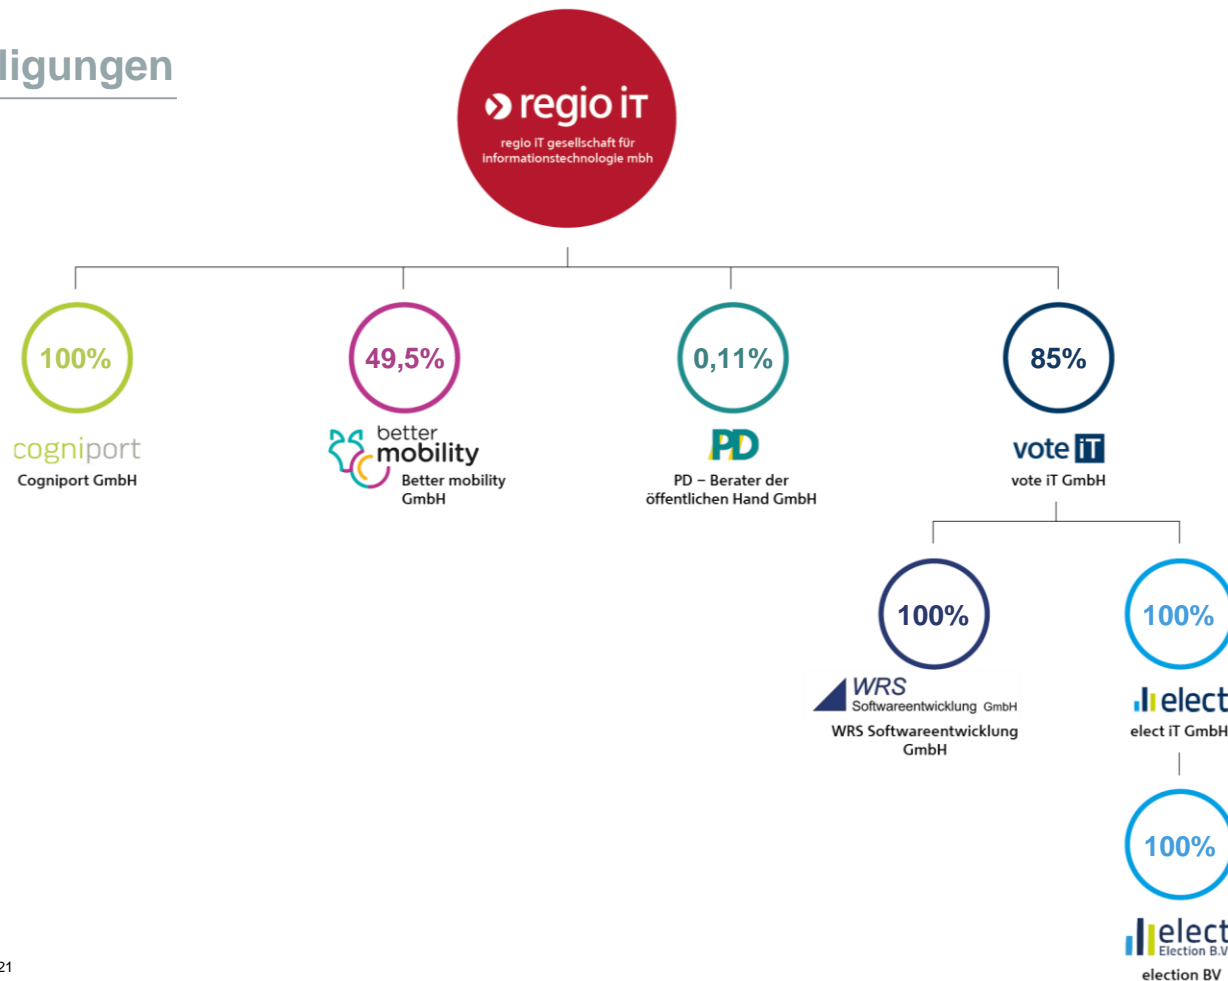 ligungen
regio iT
regio iT gesellschaft für
informationstechnologie mbh
100%
49,5%
0,11%
85%
cogniport
Cogniport GmbH
better
mobility
Better mobility
GmbH
PD
PD – Berater der
öffentlichen Hand GmbH
vote iT
vote iT GmbH
100%
100%
WRS
Softwareentwicklung GmbH
WRS Softwareentwicklung
GmbH
elect
elect iT GmbH
100%
elect
Election B.V
election BV
21